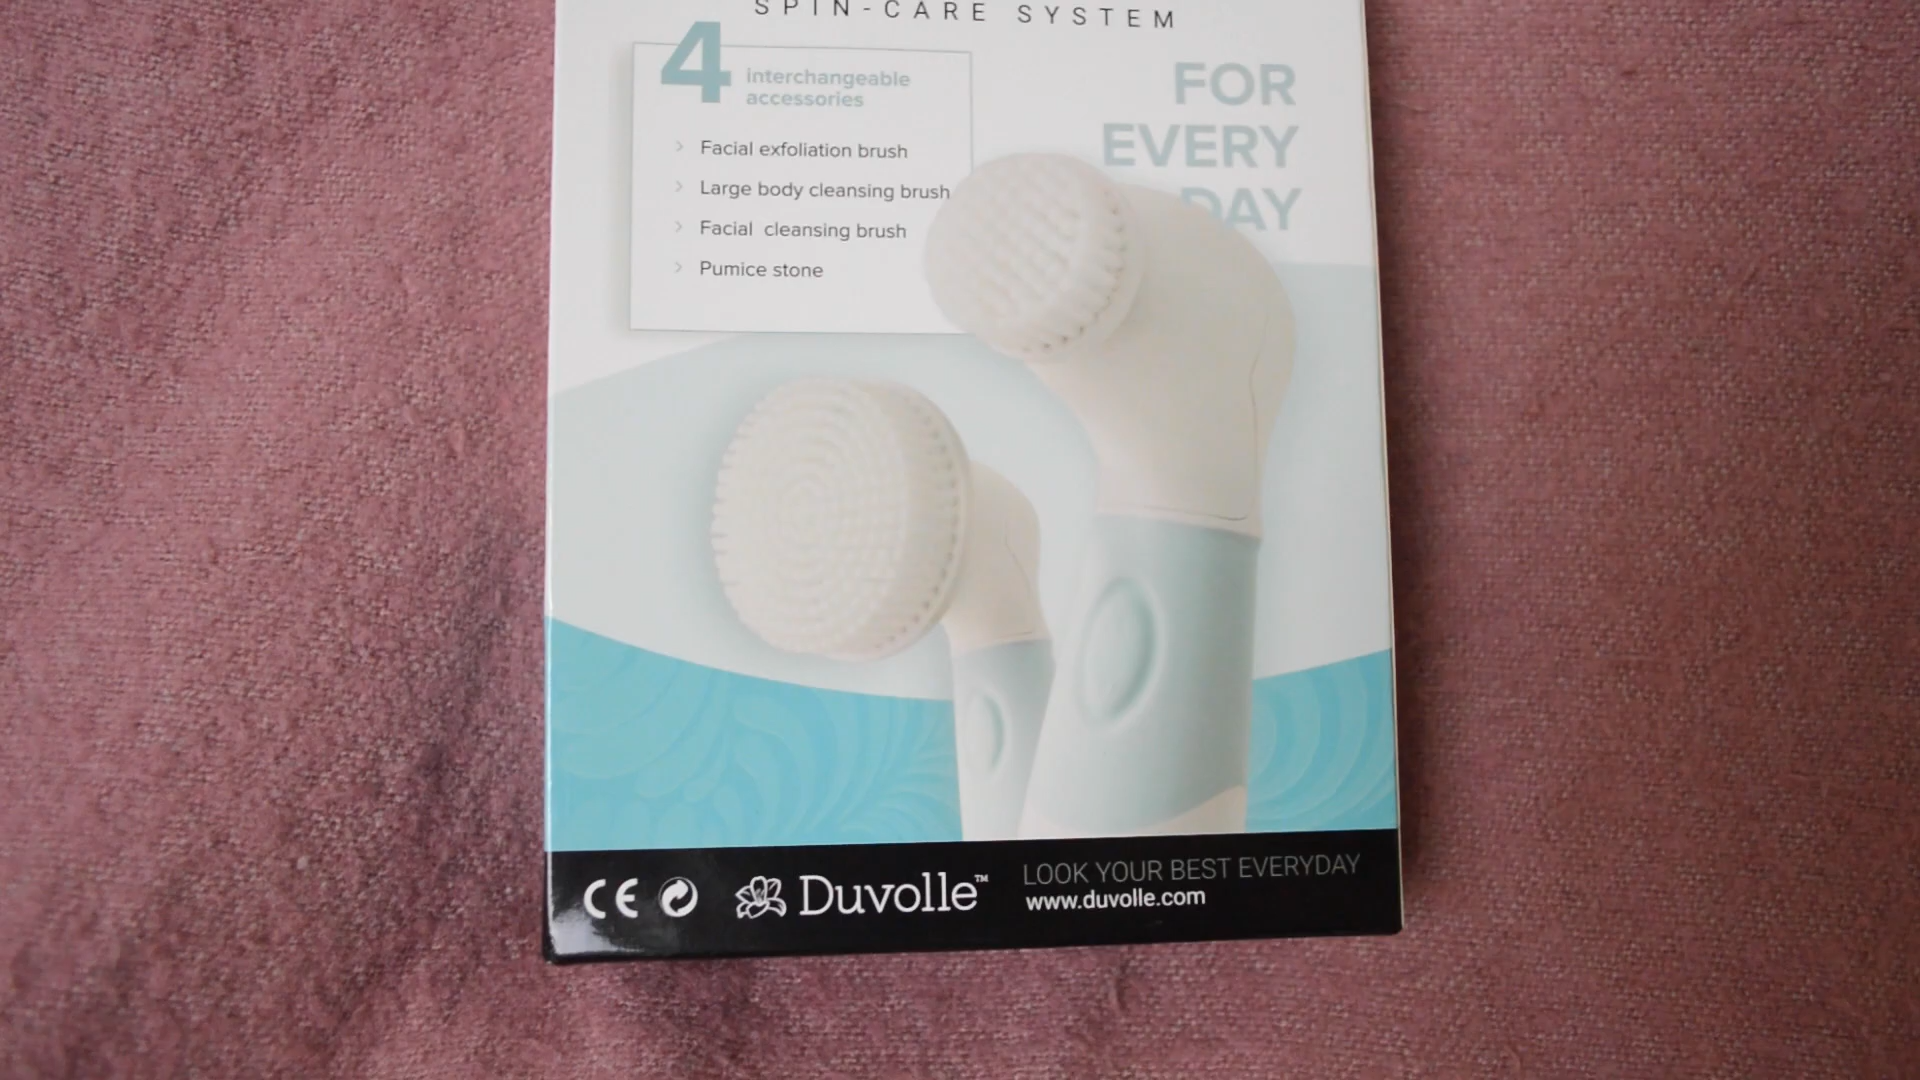 SPIN-CARE SYSTEM
4 interchangeable
accessories
> Facial exfoliation brush
> Large body cleansing brush
> Facial cleansing brush
> Pumice stone
FOR
EVERY
DAY
CE
Duvolle™
LOOK YOUR BEST EVERYDAY
www.duvolle.com